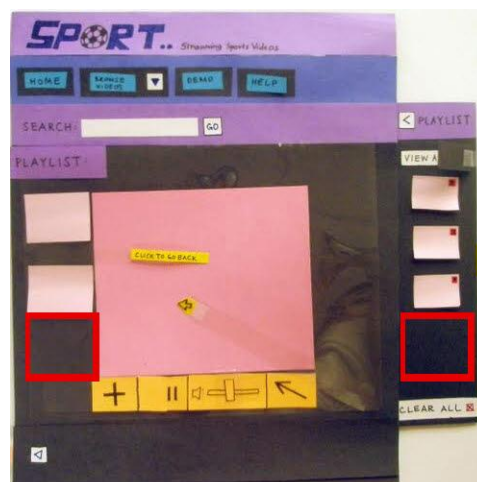 SPORT.. Streaming Sports Videos
HOME BROWSE VIDEOS DEMO HELP
SEARCH: GO
< PLAYLIST
PLAYLIST:
VIEW A
CLICK TO GO BACK
CLEAR ALL